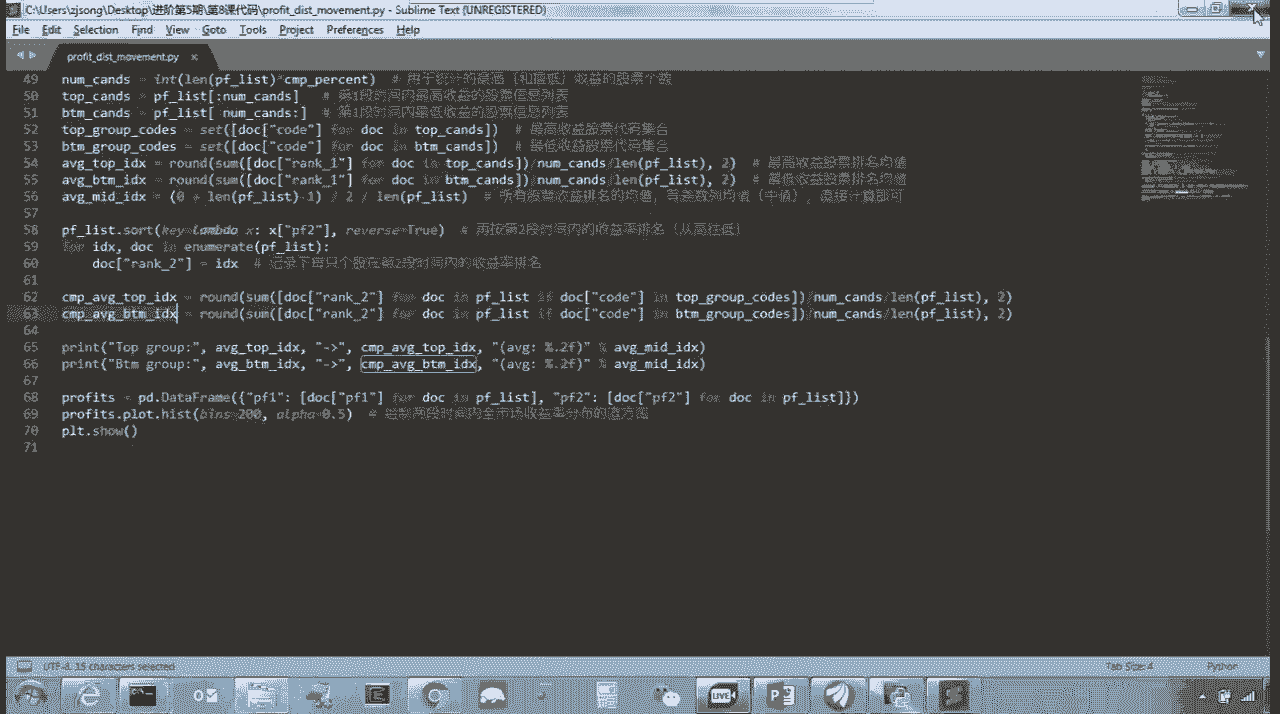 C:\Users\zjsong\Desktop\进阶第5期\第8课代码\profit_dist_movement.py - Sublime Text (UNREGISTERED)
File Edit Selection Find View Goto Tools Project Preferences Help
profit_dist_movement.py
49 num_cands = int(len(pf_list)*cmp_percent) # 用于统计的最高（和最低）收益的股票个数
50 top_cands = pf_list[:num_cands] # 第1段时间内最高收益的股票信息列表
51 btm_cands = pf_list[-num_cands:] # 第1段时间内最低收益的股票信息列表
52 top_group_codes = set([doc["code"] for doc in top_cands]) # 最高收益股票代码集合
53 btm_group_codes = set([doc["code"] for doc in btm_cands]) # 最低收益股票代码集合
54 avg_top_idx = round(sum([doc["rank_1"] for doc in top_cands])/num_cands/len(pf_list), 2) # 最高收益股票排名均值
55 avg_btm_idx = round(sum([doc["rank_1"] for doc in btm_cands])/num_cands/len(pf_list), 2) # 最低收益股票排名均值
56 avg_mid_idx = (0 + len(pf_list)-1) / 2 / len(pf_list) # 所有股票收益排名的均值，等差数列均值（中值），直接计算即可
57
58 pf_list.sort(key=lambda x: x["pf2"], reverse=True) # 再按第2段时间内的收益率排名（从高往低）
59 for idx, doc in enumerate(pf_list):
60 doc["rank_2"] = idx # 记录下每只个股在第2段时间内的收益率排名
61
62 cmp_avg_top_idx = round(sum([doc["rank_2"] for doc in pf_list if doc["code"] in top_group_codes])/num_cands/len(pf_list), 2)
63 cmp_avg_btm_idx = round(sum([doc["rank_2"] for doc in pf_list if doc["code"] in btm_group_codes])/num_cands/len(pf_list), 2)
64
65 print("Top group:", avg_top_idx, "->", cmp_avg_top_idx, "(avg: %.2f)" % avg_mid_idx)
66 print("Btm group:", avg_btm_idx, "->", cmp_avg_btm_idx, "(avg: %.2f)" % avg_mid_idx)
67
68 profits = pd.DataFrame({"pf1": [doc["pf1"] for doc in pf_list], "pf2": [doc["pf2"] for doc in pf_list]})
69 profits.plot.hist(bins=200, alpha=0.5) # 绘制两段时间内全市场收益率分布的直方图
70 plt.show()
71
UTF-8, 15 characters selected Tab Size: 4 Python
LIVE